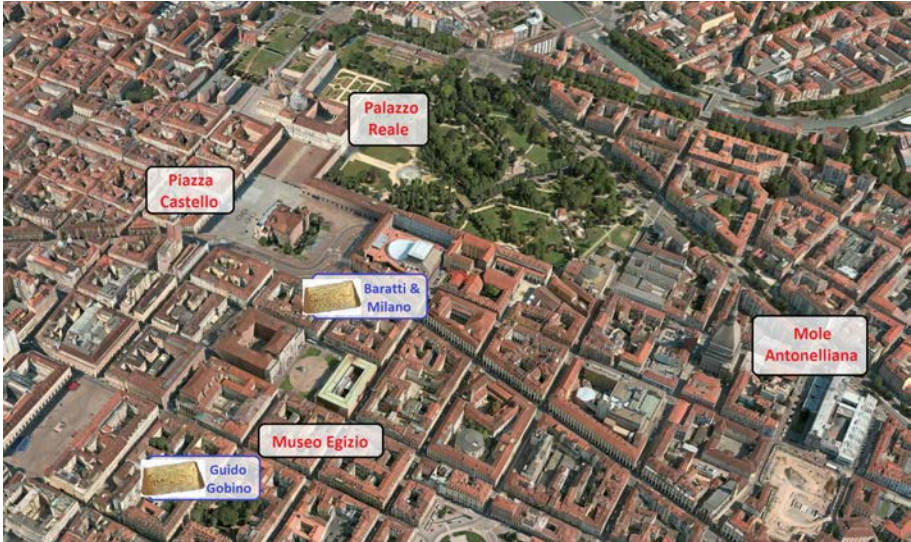 Palazzo
Reale
Piazza
Castello
Baratti &
Milano
Mole
Antonelliana
Museo Egizio
Guido
Gobino